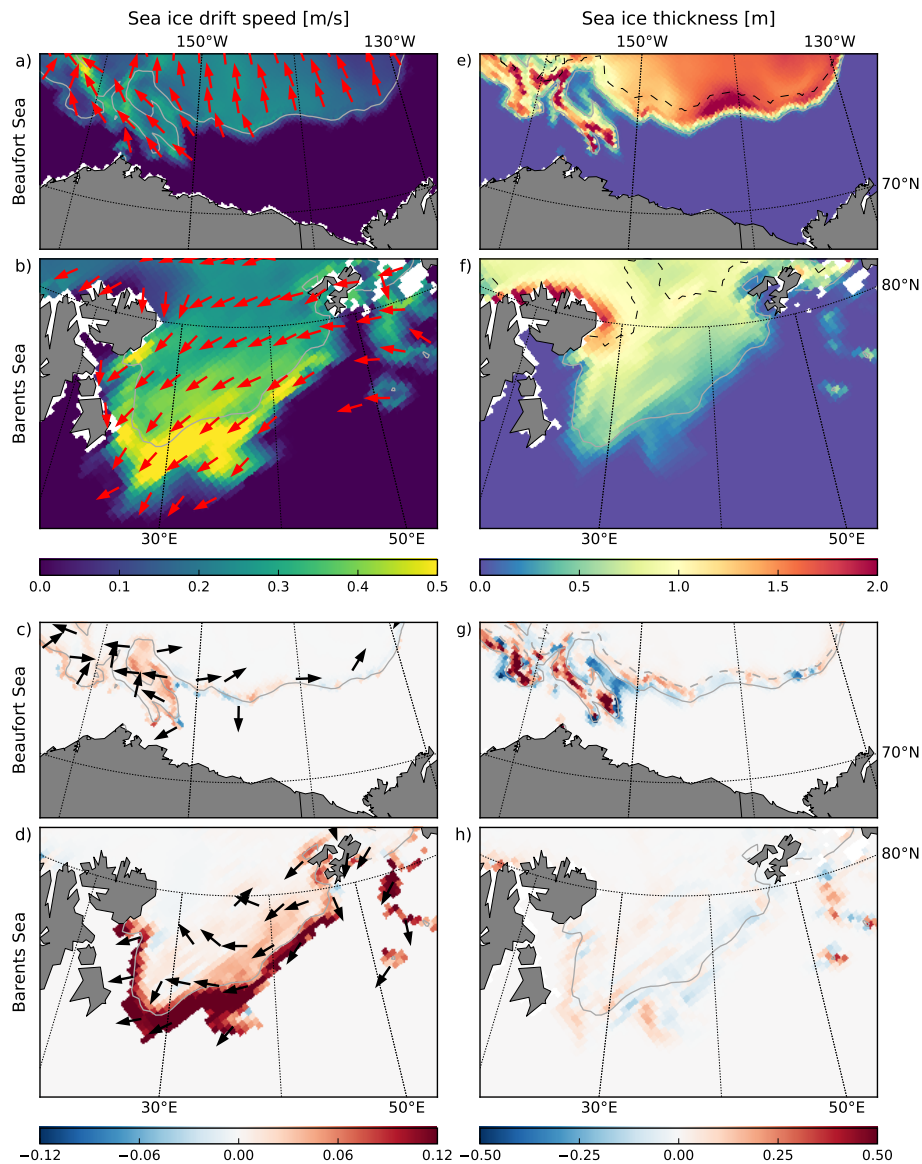 Sea ice drift speed [m/s]
Sea ice thickness [m]
150°W
130°W
150°W
130°W
a)
e)
Beaufort Sea
70°N
b)
f)
Barents Sea
80°N
30°E
50°E
30°E
50°E
0.0
0.1
0.2
0.3
0.4
0.5
0.0
0.5
1.0
1.5
2.0
c)
g)
Beaufort Sea
70°N
d)
h)
Barents Sea
80°N
30°E
50°E
30°E
50°E
−0.12
−0.06
0.00
0.06
0.12
−0.50
−0.25
0.00
0.25
0.50